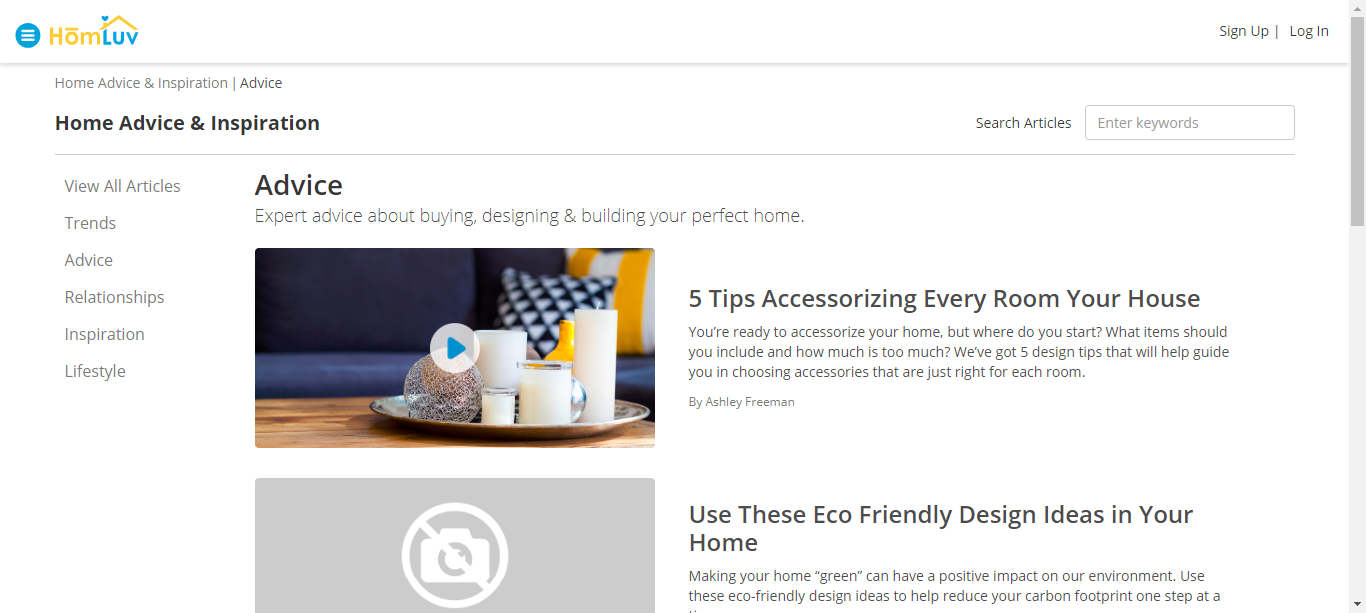 HōmLuv
Sign Up | Log In
Home Advice & Inspiration | Advice
Home Advice & Inspiration
Search Articles
Enter keywords
View All Articles
Trends
Advice
Relationships
Inspiration
Lifestyle
Advice
Expert advice about buying, designing & building your perfect home.
5 Tips Accessorizing Every Room Your House
You’re ready to accessorize your home, but where do you start? What items should
you include and how much is too much? We’ve got 5 design tips that will help guide
you in choosing accessories that are just right for each room.
By Ashley Freeman
Use These Eco Friendly Design Ideas in Your
Home
Making your home “green” can have a positive impact on our environment. Use
these eco-friendly design ideas to help reduce your carbon footprint one step at a